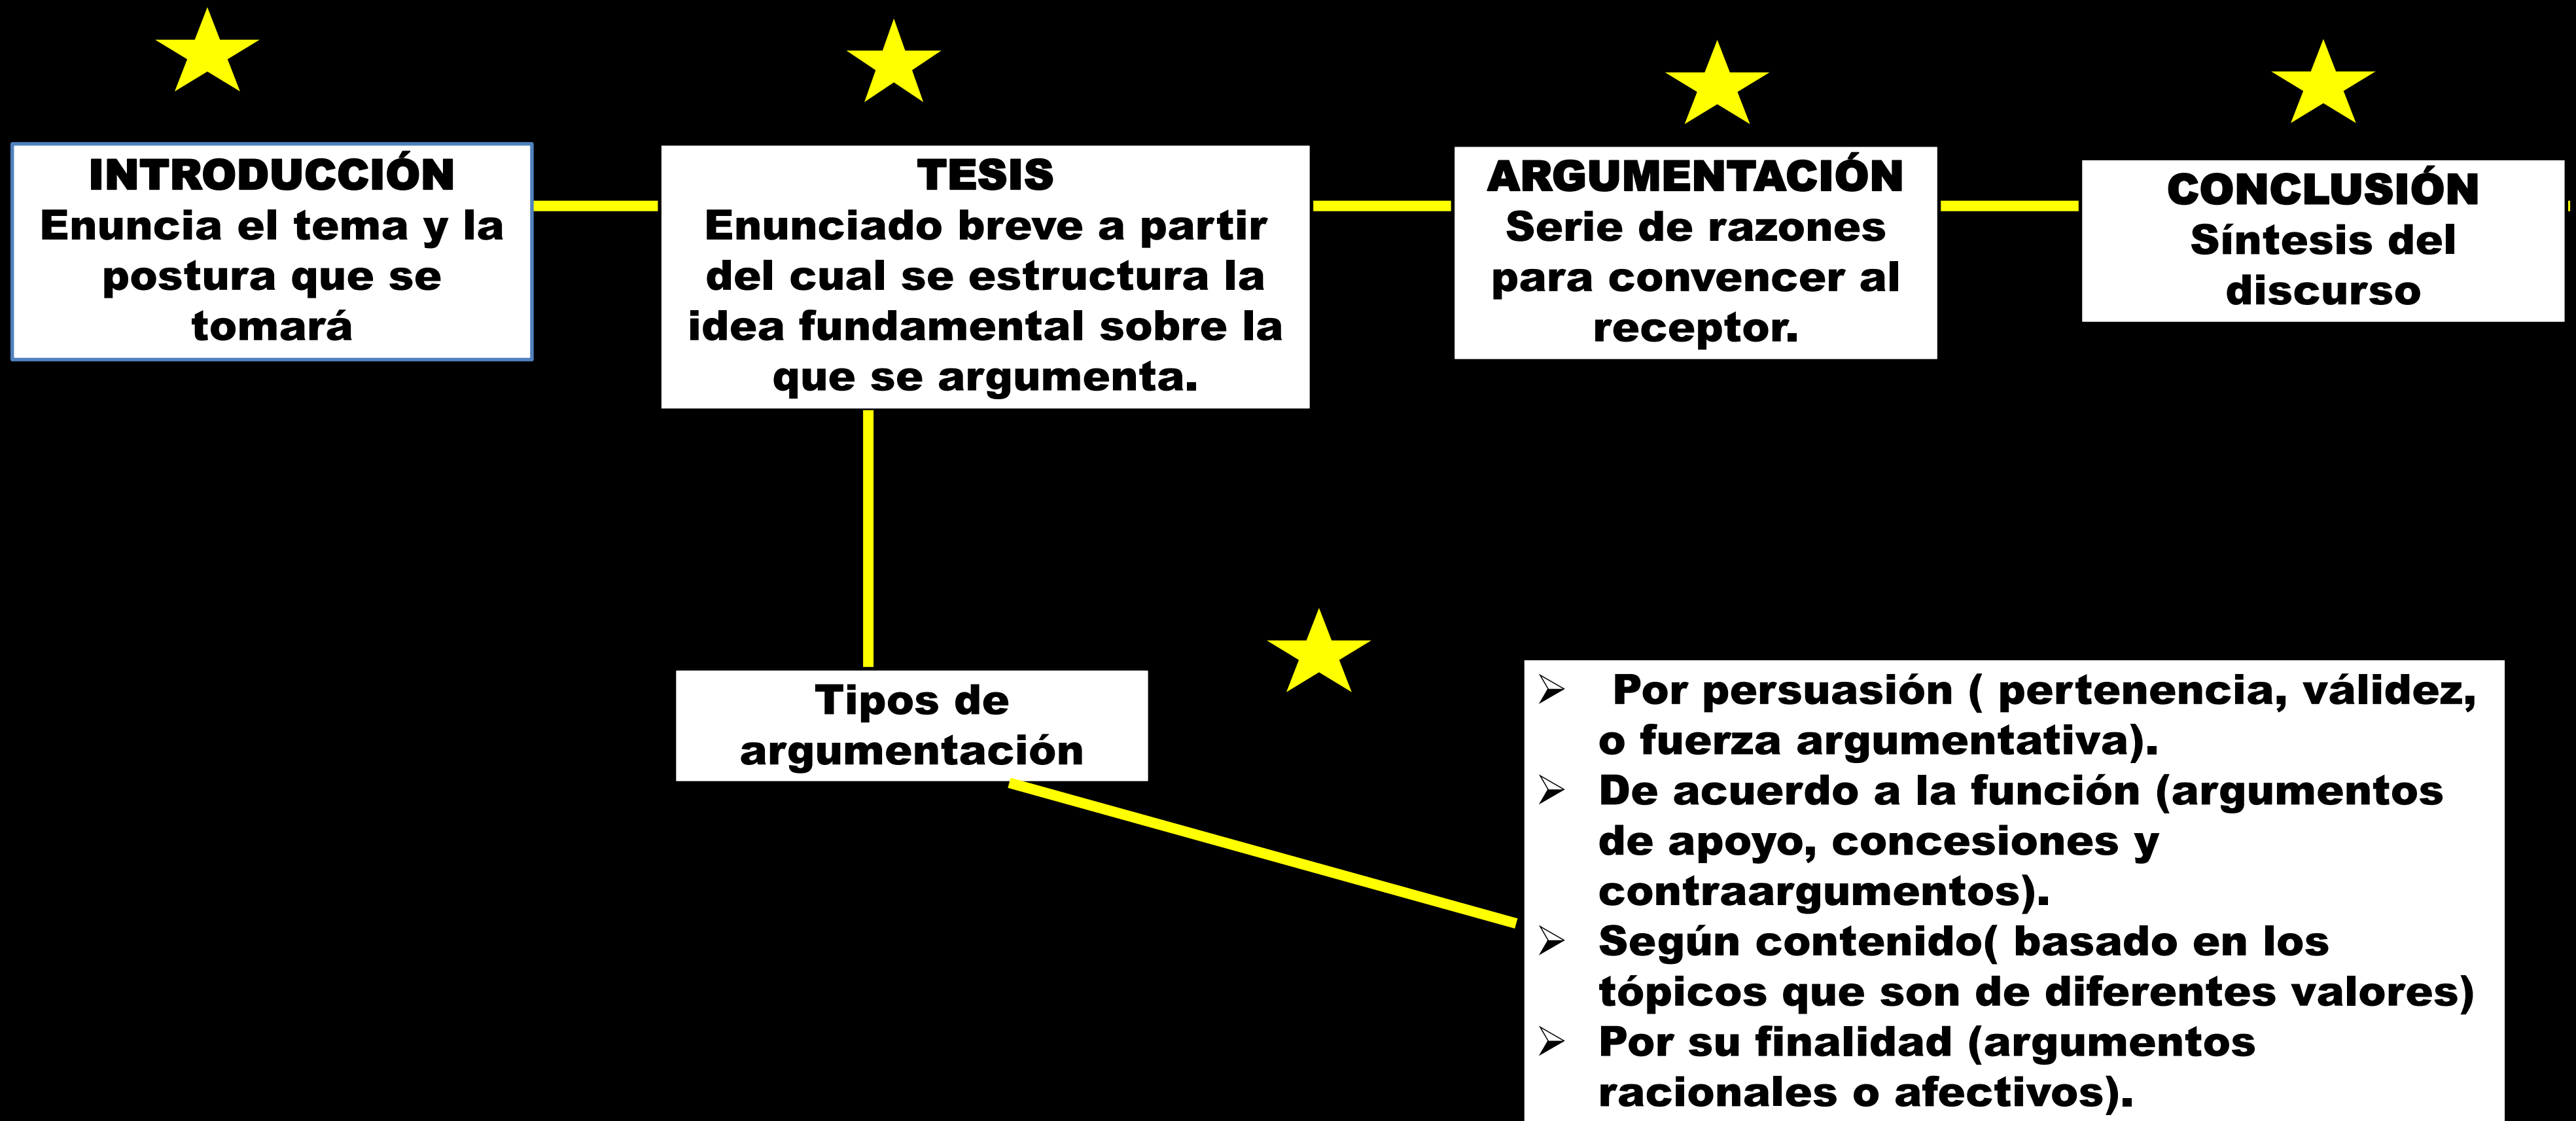 INTRODUCCIÓN
Enuncia el tema y la
postura que se
tomará
TESIS
Enunciado breve a partir
del cual se estructura la
idea fundamental sobre la
que se argumenta.
ARGUMENTACIÓN
Serie de razones
para convencer al
receptor.
CONCLUSIÓN
Síntesis del
discurso
Tipos de
argumentación
➢ Por persuasión ( pertenencia, válidez,
o fuerza argumentativa).
➢ De acuerdo a la función (argumentos
de apoyo, concesiones y
contraargumentos).
➢ Según contenido( basado en los
tópicos que son de diferentes valores)
➢ Por su finalidad (argumentos
racionales o afectivos).